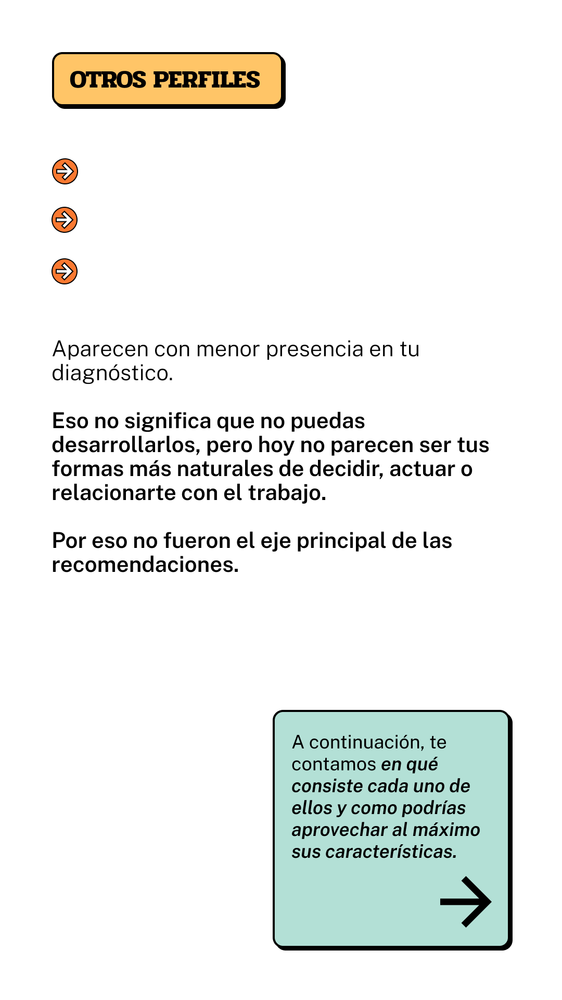 OTROS PERFILES
Aparecen con menor presencia en tu
diagnóstico.
Eso no significa que no puedas
desarrollarlos, pero hoy no parecen ser tus
formas más naturales de decidir, actuar o
relacionarte con el trabajo.
Por eso no fueron el eje principal de las
recomendaciones.
A continuación, te
contamos en qué
consiste cada uno de
ellos y como podrías
aprovechar al máximo
sus características.